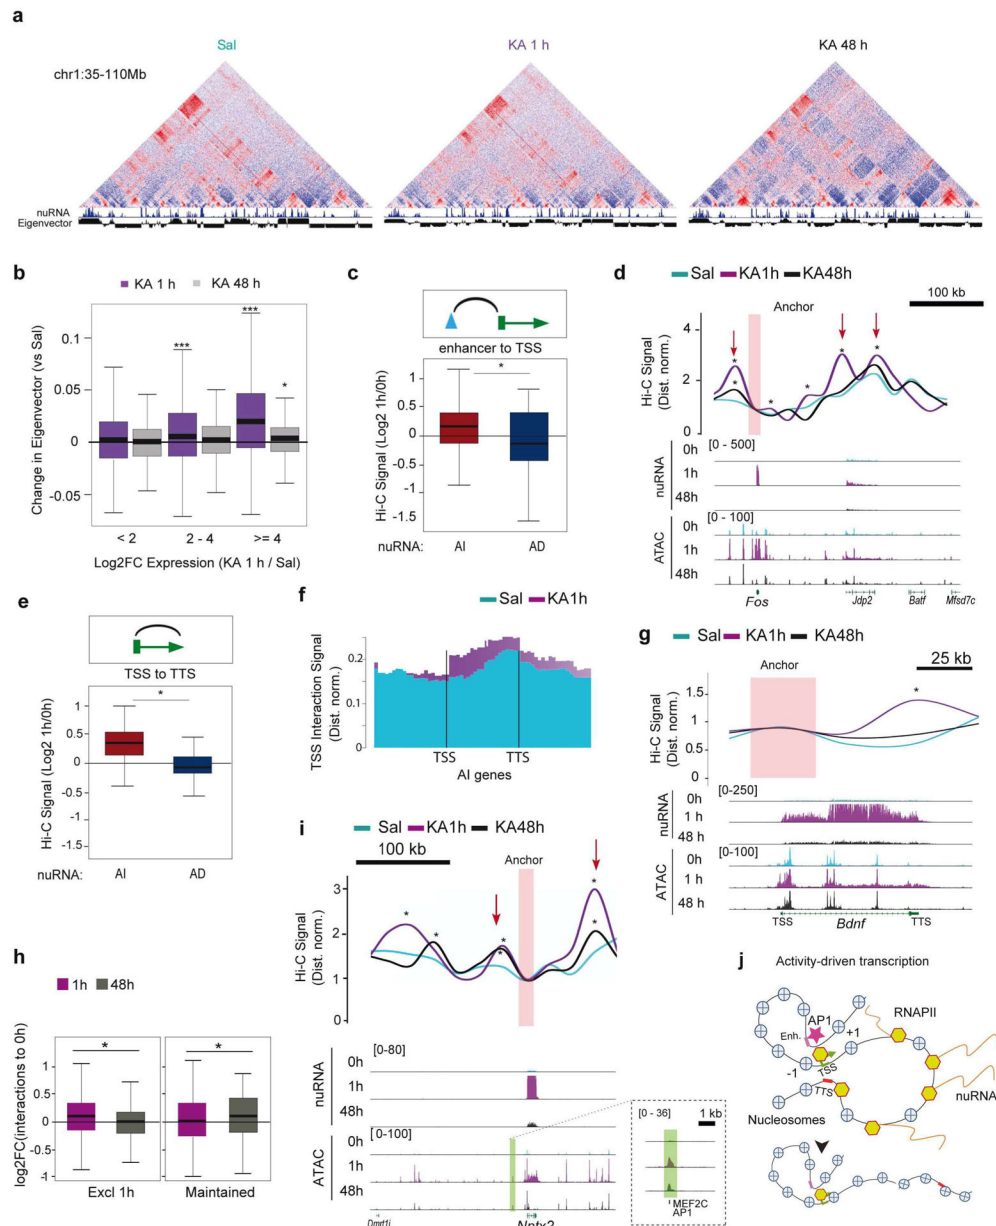 a
Sal
KA 1 h
KA 48 h
chr1:35-110Mb
nuRNA
Eigenvector
b
KA 1 h
KA 48 h
Change in Eigenvector (vs Sal)
0.1
0.05
0
-0.05
***
***
*
< 2
2 - 4
>= 4
Log2FC Expression (KA 1 h / Sal)
c
enhancer to TSS
Hi-C Signal (Log2 1h/0h)
*
1
0.5
0
-0.5
-1
-1.5
nuRNA:
AI
AD
d
Sal
KA1h
KA48h
Anchor
100 kb
Hi-C Signal
(Dist. norm.)
4
2
0
* * * * * * *
[0 - 500]
nuRNA
0h
1h
48h
[0 - 100]
ATAC
0h
1h
48h
Fos
Jdp2
Batf
Mfsd7c
e
TSS to TTS
Hi-C Signal (Log2 1h/0h)
*
1
0.5
0
-0.5
-1
-1.5
nuRNA:
AI
AD
f
Sal
KA1h
TSS Interaction Signal
(Dist. norm.)
0.2
0.1
0
TSS
TTS
AI genes
g
Sal
KA1h
KA48h
Anchor
25 kb
Hi-C Signal
(Dist. norm.)
1.5
1
0.5
0
*
[0-250]
nuRNA
0h
1 h
48 h
[0-100]
ATAC
0h
1 h
48 h
TSS
Bdnf
TTS
h
1h
48h
log2FC(interactions to 0h)
1
0.5
0
-0.5
-1
*
*
Excl 1h
Maintained
i
Sal
KA1h
KA48h
100 kb
Anchor
Hi-C Signal
(Dist. norm.)
3
2
1
0
* * * * * *
[0-80]
nuRNA
0h
1h
48h
[0-100]
ATAC
0h
1h
48h
Dmrt1i
Nptx2
[0 - 36]
1 kb
MEF2C
AP1
j
Activity-driven transcription
AP1
RNAPII
Enh.
+1
-1
TSS
TTS
nuRNA
Nucleosomes